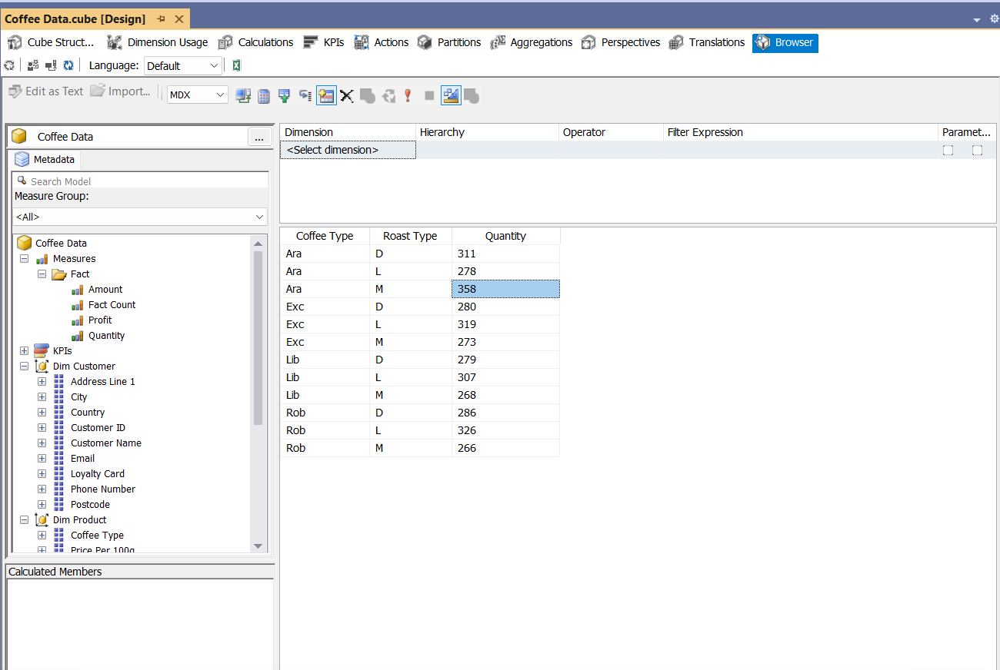 Coffee Data.cube [Design]
Cube Struct... Dimension Usage Calculations KPIs Actions Partitions Aggregations Perspectives Translations Browser
Language: Default
Edit as Text Import... MDX
Coffee Data ...
Metadata
Search Model
Measure Group:
<All>
Coffee Data
Measures
Fact
Amount
Fact Count
Profit
Quantity
KPIs
Dim Customer
Address Line 1
City
Country
Customer ID
Customer Name
Email
Loyalty Card
Phone Number
Postcode
Dim Product
Coffee Type
Price Per 100g
Calculated Members
Dimension Hierarchy Operator Filter Expression Paramet...
<Select dimension>
Coffee Type Roast Type Quantity
Ara D 311
Ara L 278
Ara M 358
Exc D 280
Exc L 319
Exc M 273
Lib D 279
Lib L 307
Lib M 268
Rob D 286
Rob L 326
Rob M 266